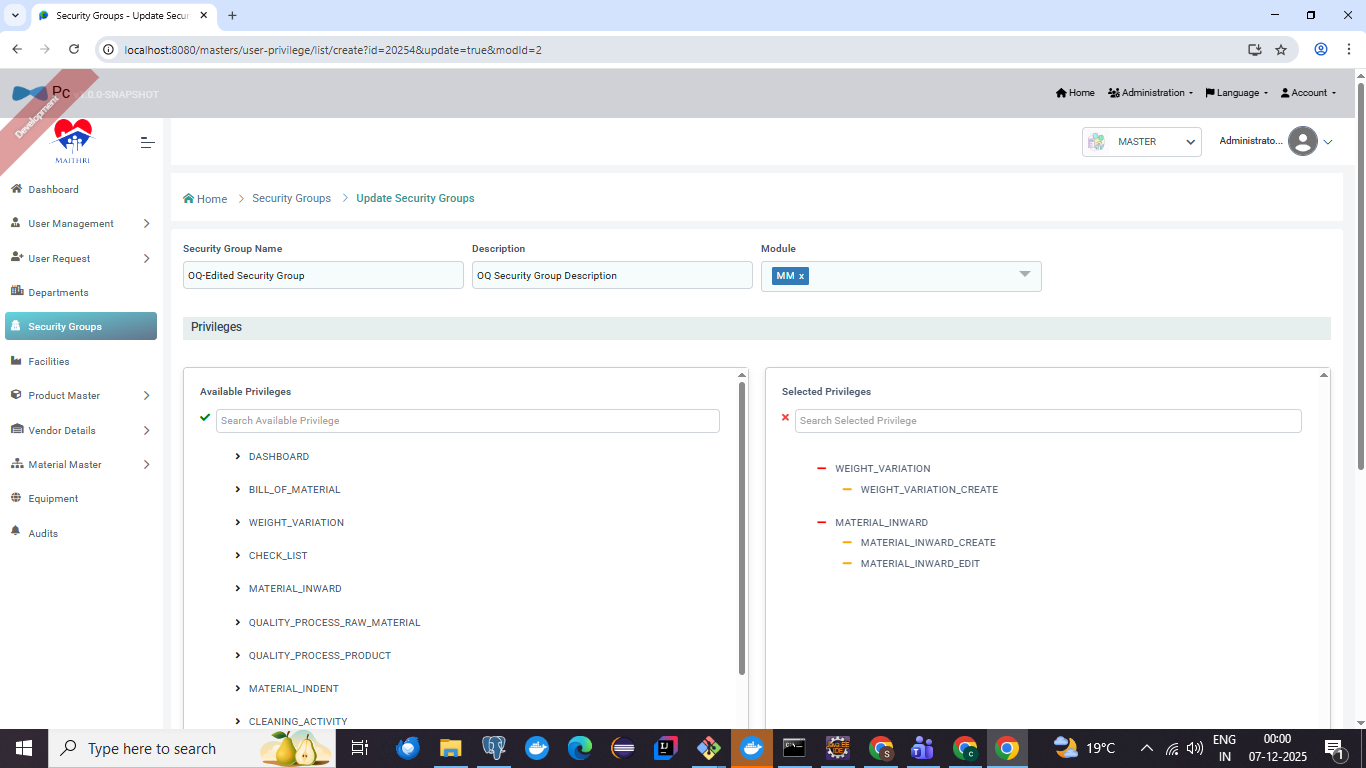 Security Groups - Update Secur
localhost:8080/masters/user-privilege/list/create?id=20254&update=true&modId=2
Pc v1.0.0-SNAPSHOT
Development
Home
Administration
Language
Account
MAITHRI
MASTER
Administrato...
Dashboard
User Management
User Request
Departments
Security Groups
Facilities
Product Master
Vendor Details
Material Master
Equipment
Audits
Home
Security Groups
Update Security Groups
Security Group Name
Description
Module
OQ-Edited Security Group
OQ Security Group Description
MM x
Privileges
Available Privileges
Search Available Privilege
DASHBOARD
BILL_OF_MATERIAL
WEIGHT_VARIATION
CHECK_LIST
MATERIAL_INWARD
QUALITY_PROCESS_RAW_MATERIAL
QUALITY_PROCESS_PRODUCT
MATERIAL_INDENT
CLEANING_ACTIVITY
Selected Privileges
Search Selected Privilege
WEIGHT_VARIATION
WEIGHT_VARIATION_CREATE
MATERIAL_INWARD
MATERIAL_INWARD_CREATE
MATERIAL_INWARD_EDIT
Type here to search
19°C
ENG
IN
00:00
07-12-2025
1